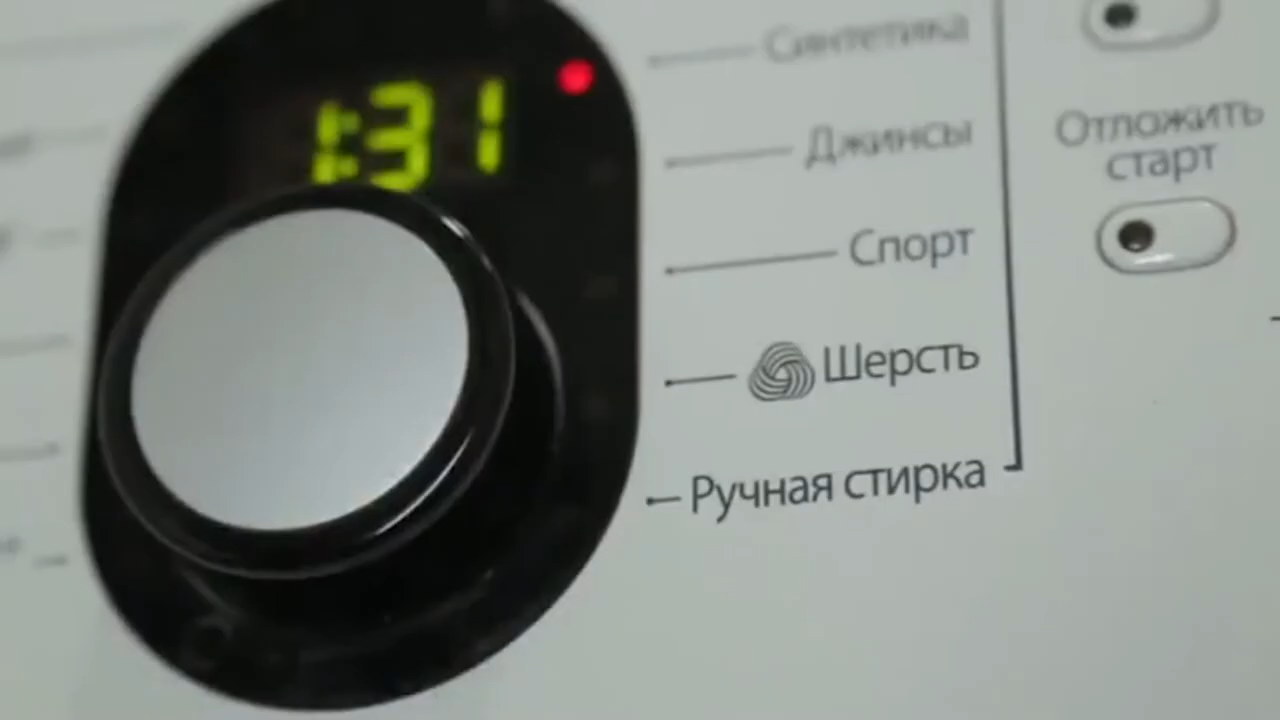 1:31
Синтетика
Джинсы
Спорт
Шерсть
Ручная стирка
Отложить
старт